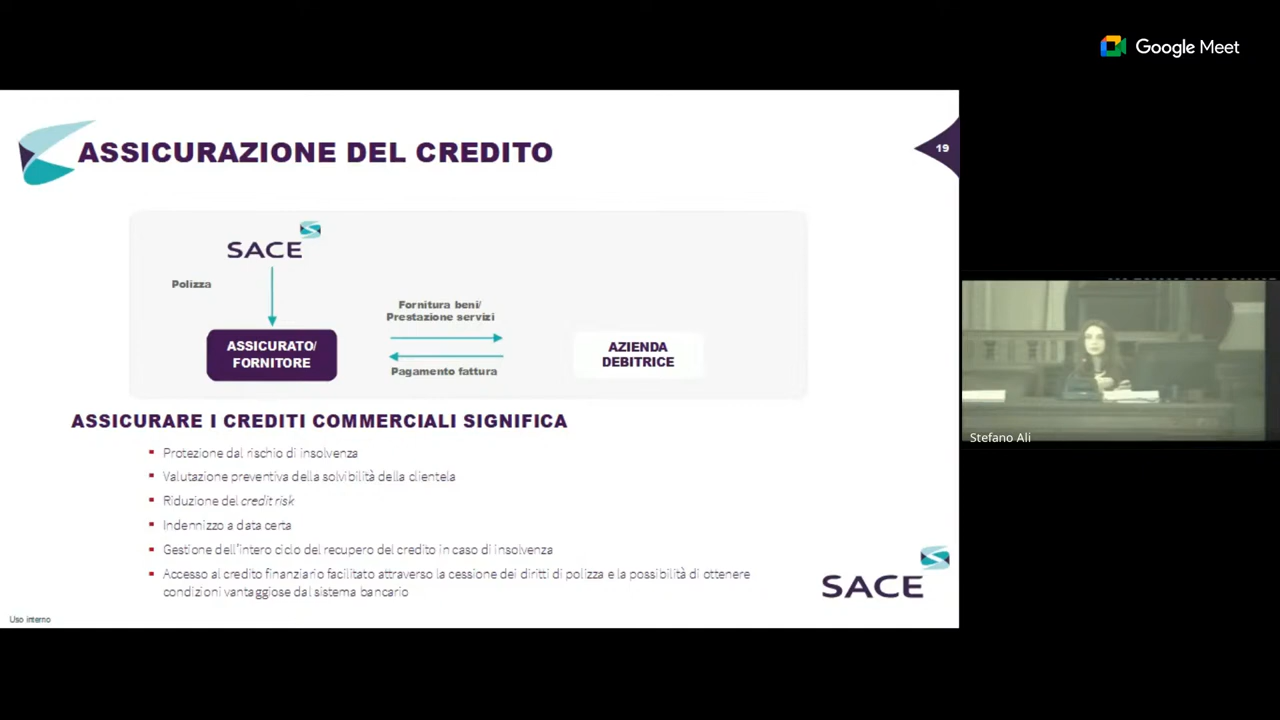 Google Meet
ASSICURAZIONE DEL CREDITO
19
SACE
Polizza
Fornitura beni/
Prestazione servizi
ASSICURATO/
FORNITORE
AZIENDA
DEBITRICE
Pagamento fattura
ASSICURARE I CREDITI COMMERCIALI SIGNIFICA
Protezione dal rischio di insolvenza
Valutazione preventiva della solvibilità della clientela
Riduzione del credit risk
Indennizzo a data certa
Gestione dell'intero ciclo del recupero del credito in caso di insolvenza
Accesso al credito finanziario facilitato attraverso la cessione dei diritti di polizza e la possibilità di ottenere
condizioni vantaggiose dal sistema bancario
SACE
Uso interno
Stefano Ali